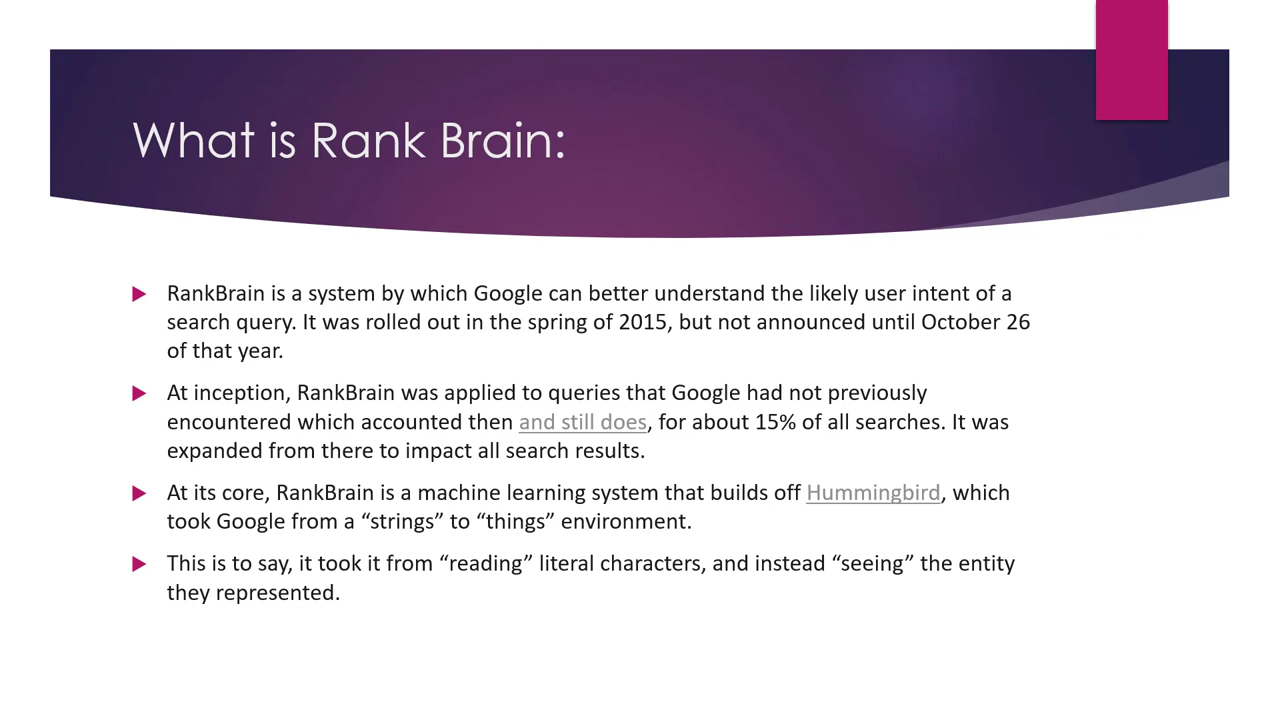 What is Rank Brain:
RankBrain is a system by which Google can better understand the likely user intent of a
search query. It was rolled out in the spring of 2015, but not announced until October 26
of that year.
At inception, RankBrain was applied to queries that Google had not previously
encountered which accounted then and still does, for about 15% of all searches. It was
expanded from there to impact all search results.
At its core, RankBrain is a machine learning system that builds off Hummingbird, which
took Google from a “strings” to “things” environment.
This is to say, it took it from “reading” literal characters, and instead “seeing” the entity
they represented.